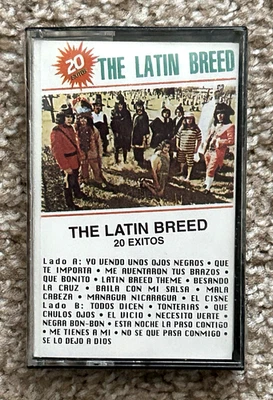 20
EXITOS
THE LATIN BREED
THE LATIN BREED
20 EXITOS
Lado A: YO VENDO UNOS OJOS NEGROS • QUE
TE IMPORTA • ME AVENTARON TUS BRAZOS •
QUE BONITO • LATIN BREED THEME • BESANDO
LA CRUZ • BAILA CON MI SALSA • MALA
CABEZA • MANAGUA NICARAGUA • EL CISNE
Lado B: TODOS DICEN • TONTERIAS • QUE
CHULOS OJOS • EL VICIO • NECESITO VERTE •
NEGRA BON-BON • ESTA NOCHE LA PASO CONTIGO
• ME TIENES A MI • NO SE QUE PASA CONMIGO •
SE LO DEJO A DIOS